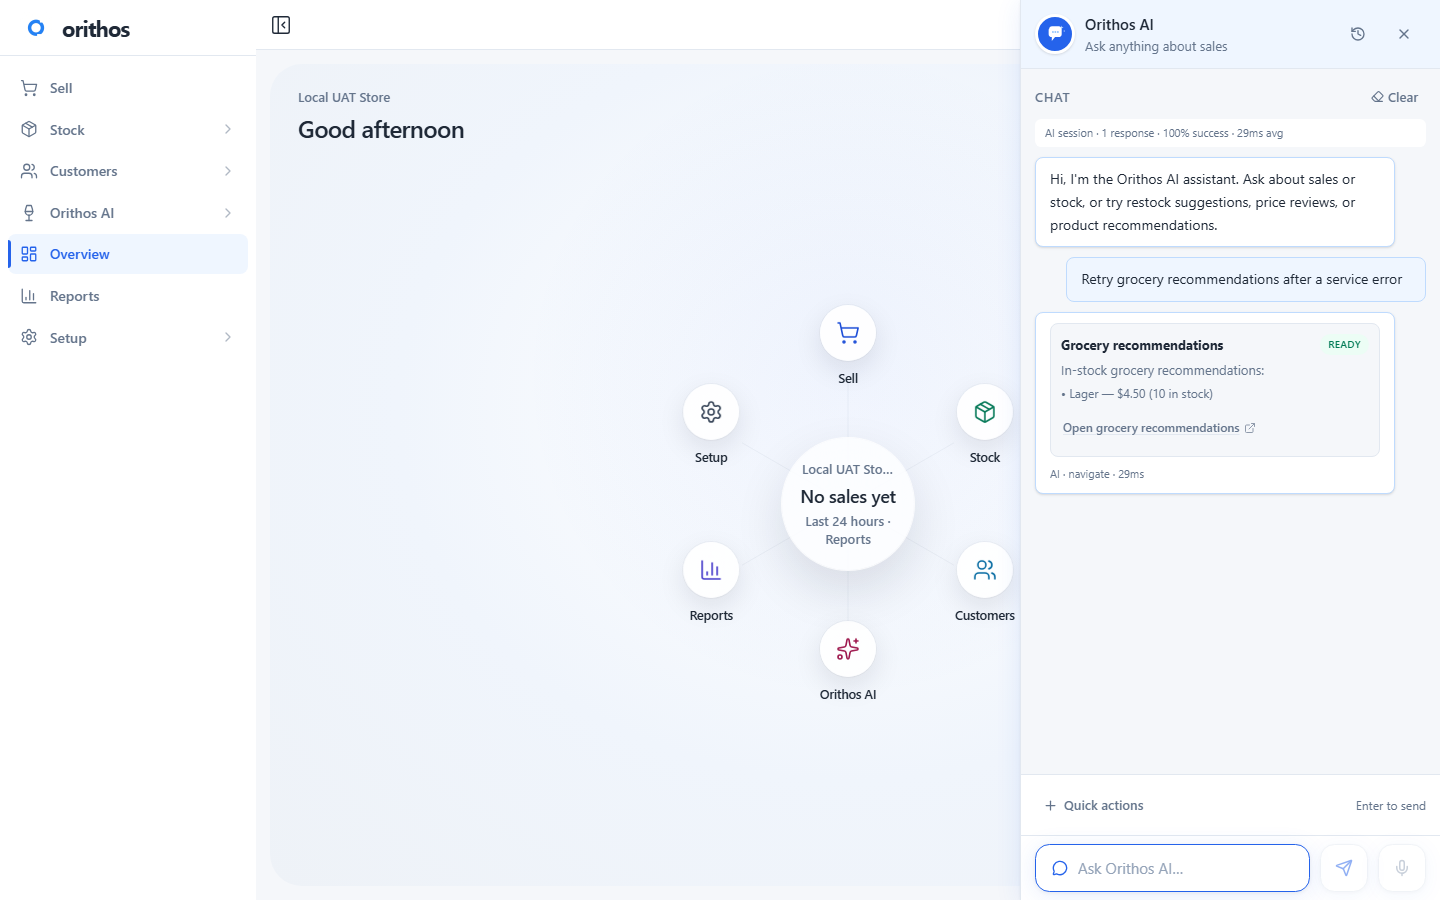 orithos
Sell
Stock
Customers
Orithos AI
Overview
Reports
Setup
Local UAT Store
Good afternoon
Sell
Setup
Stock
Local UAT Sto...
No sales yet
Last 24 hours ·
Reports
Reports
Customers
Orithos AI
Orithos AI
Ask anything about sales
CHAT
Clear
AI session · 1 response · 100% success · 29ms avg
Hi, I'm the Orithos AI assistant. Ask about sales or
stock, or try restock suggestions, price reviews, or
product recommendations.
Retry grocery recommendations after a service error
Grocery recommendations
READY
In-stock grocery recommendations:
• Lager — $4.50 (10 in stock)
Open grocery recommendations
AI · navigate · 29ms
Quick actions
Enter to send
Ask Orithos AI...